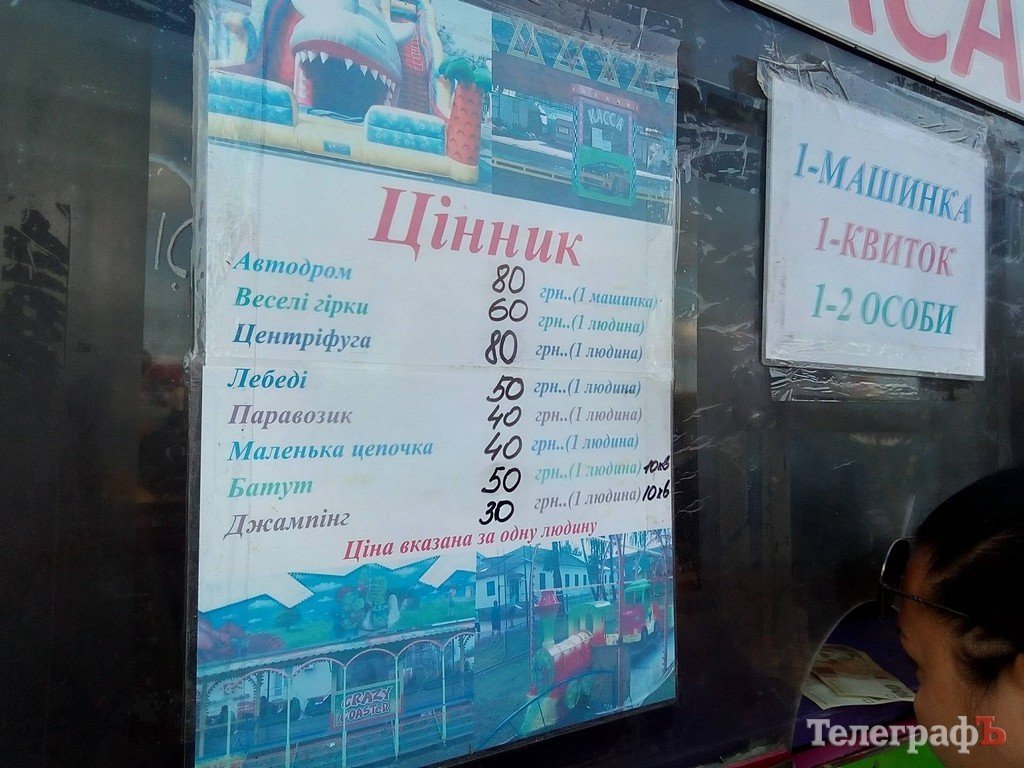 КАССА
Цінник
Автодром 80 грн..(1 машинка)
Веселі гірки 60 грн..(1 людина)
Центріфуга 80 грн..(1 людина)
Лебеді 50 грн..(1 людина)
Паравозик 40 грн..(1 людина)
Маленька цепочка 40 грн..(1 людина)
Батут 50 грн..(1 людина) 10хв
Джампінг 30 грн..(1 людина) 10хв
Ціна вказана за одну людину
CRAZY
COASTER
АСА
1-МАШИНКА
1-КВИТОК
1-2 ОСОБИ
ТелеграфЪ